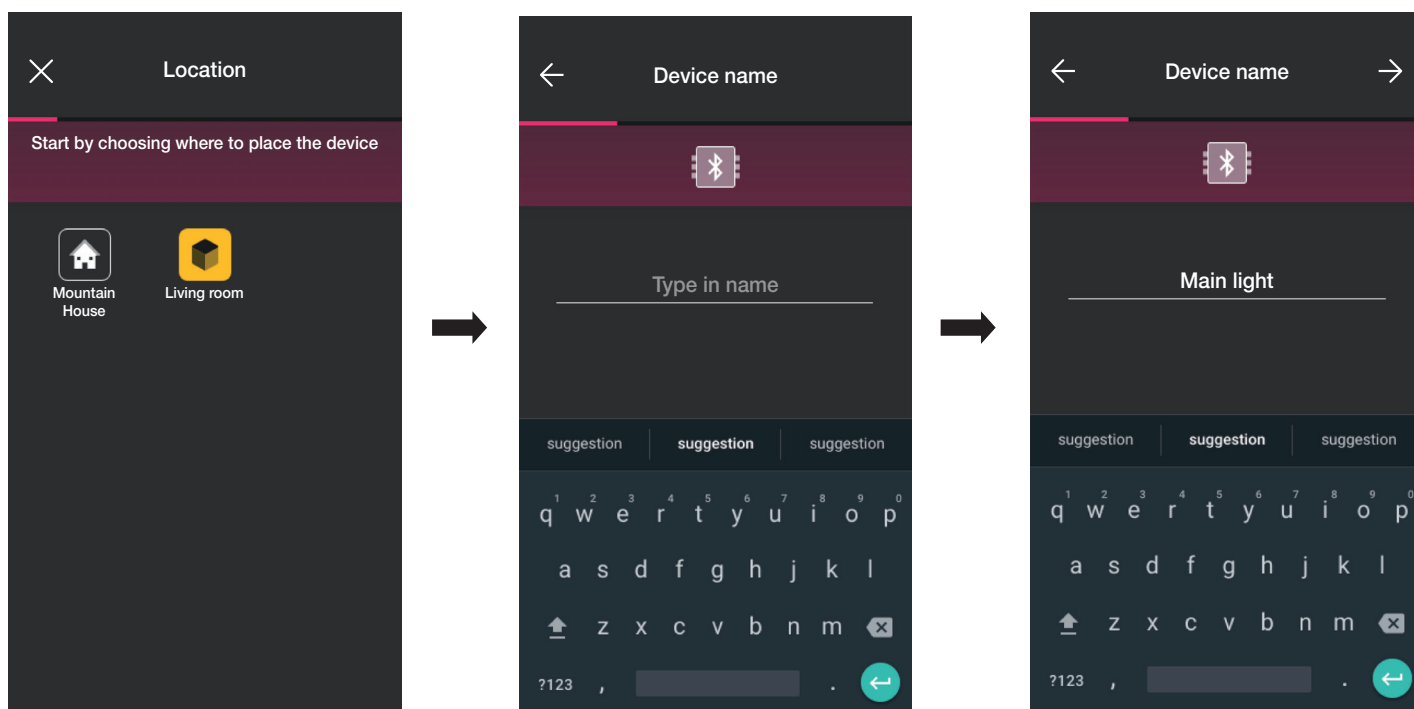 Location
Start by choosing where to place the device
Mountain
House
Living room
Device name
Type in name
suggestion suggestion suggestion
1 2 3 4 5 6 7 8 9 0
q w e r t y u i o p
a s d f g h j k l
z x c v b n m
?123 , .
Device name
Main light
suggestion suggestion suggestion
1 2 3 4 5 6 7 8 9 0
q w e r t y u i o p
a s d f g h j k l
z x c v b n m
?123 , .